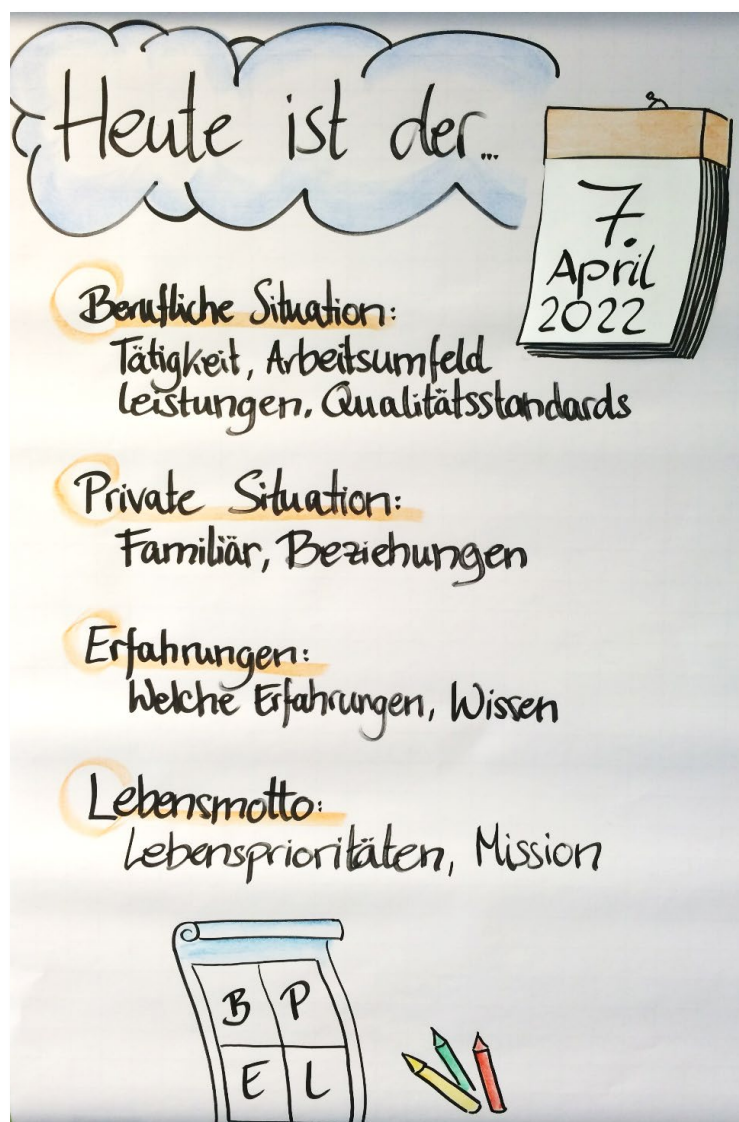 Heute ist der...
7.
April
2022
Berufliche Situation:
Tätigkeit, Arbeitsumfeld
Leistungen, Qualitätsstandards
Private Situation:
Familiär, Beziehungen
Erfahrungen:
Welche Erfahrungen, Wissen
Lebensmotto:
Lebensprioritäten, Mission
B P
E L